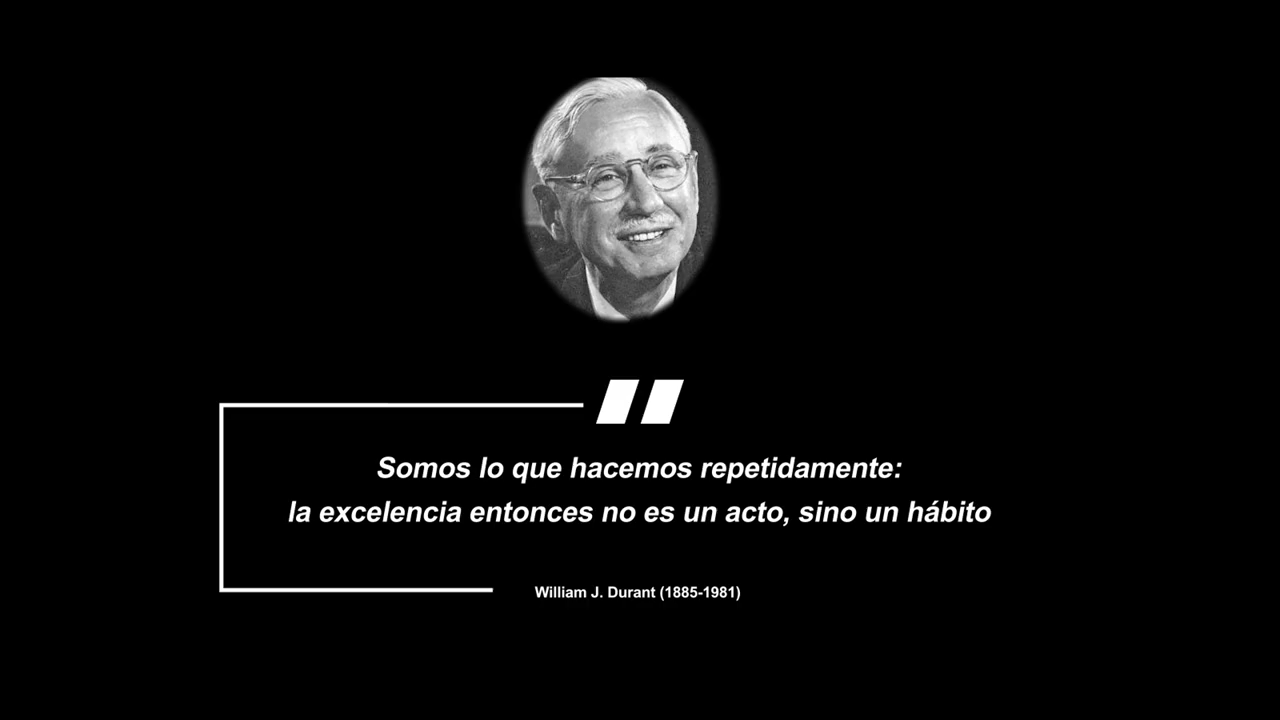 Somos lo que hacemos repetidamente:
la excelencia entonces no es un acto, sino un hábito
William J. Durant (1885-1981)